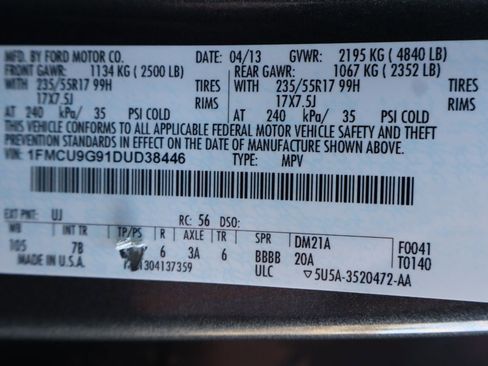 MFD. BY FORD MOTOR CO. DATE: 04/13 GVWR: 2195 KG ( 4840 LB)
FRONT GAWR: 1134 KG ( 2500 LB) REAR GAWR: 1067 KG ( 2352 LB)
WITH 235/55R17 99H TIRES WITH 235/55R17 99H TIRES
17X7.5J RIMS 17X7.5J RIMS
AT 240 kPa/ 35 PSI COLD AT 240 kPa/ 35 PSI COLD
THIS VEHICLE CONFORMS TO ALL APPLICABLE FEDERAL MOTOR VEHICLE SAFETY AND THEFT
PREVENTION STANDARDS IN EFFECT ON THE DATE OF MANUFACTURE SHOWN ABOVE.
VIN: 1FMCU9G91DUD38446 TYPE: MPV
EXT PNT: UJ RC: 56 DSO:
WB INT TR TP/PS R AXLE TR SPR DM21A F0041
105 7B 6 3A 6 BBBB 20A T0140
MADE IN U.S.A. 1304137359 ULC ▽5U5A-3520472-AA